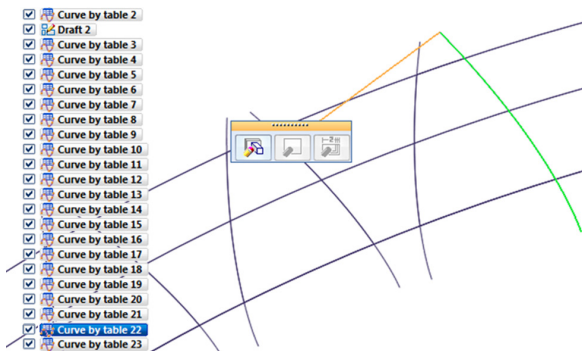 Curve by table 2
Draft 2
Curve by table 3
Curve by table 4
Curve by table 5
Curve by table 6
Curve by table 7
Curve by table 8
Curve by table 9
Curve by table 10
Curve by table 11
Curve by table 12
Curve by table 13
Curve by table 14
Curve by table 15
Curve by table 16
Curve by table 17
Curve by table 18
Curve by table 19
Curve by table 20
Curve by table 21
Curve by table 22
Curve by table 23